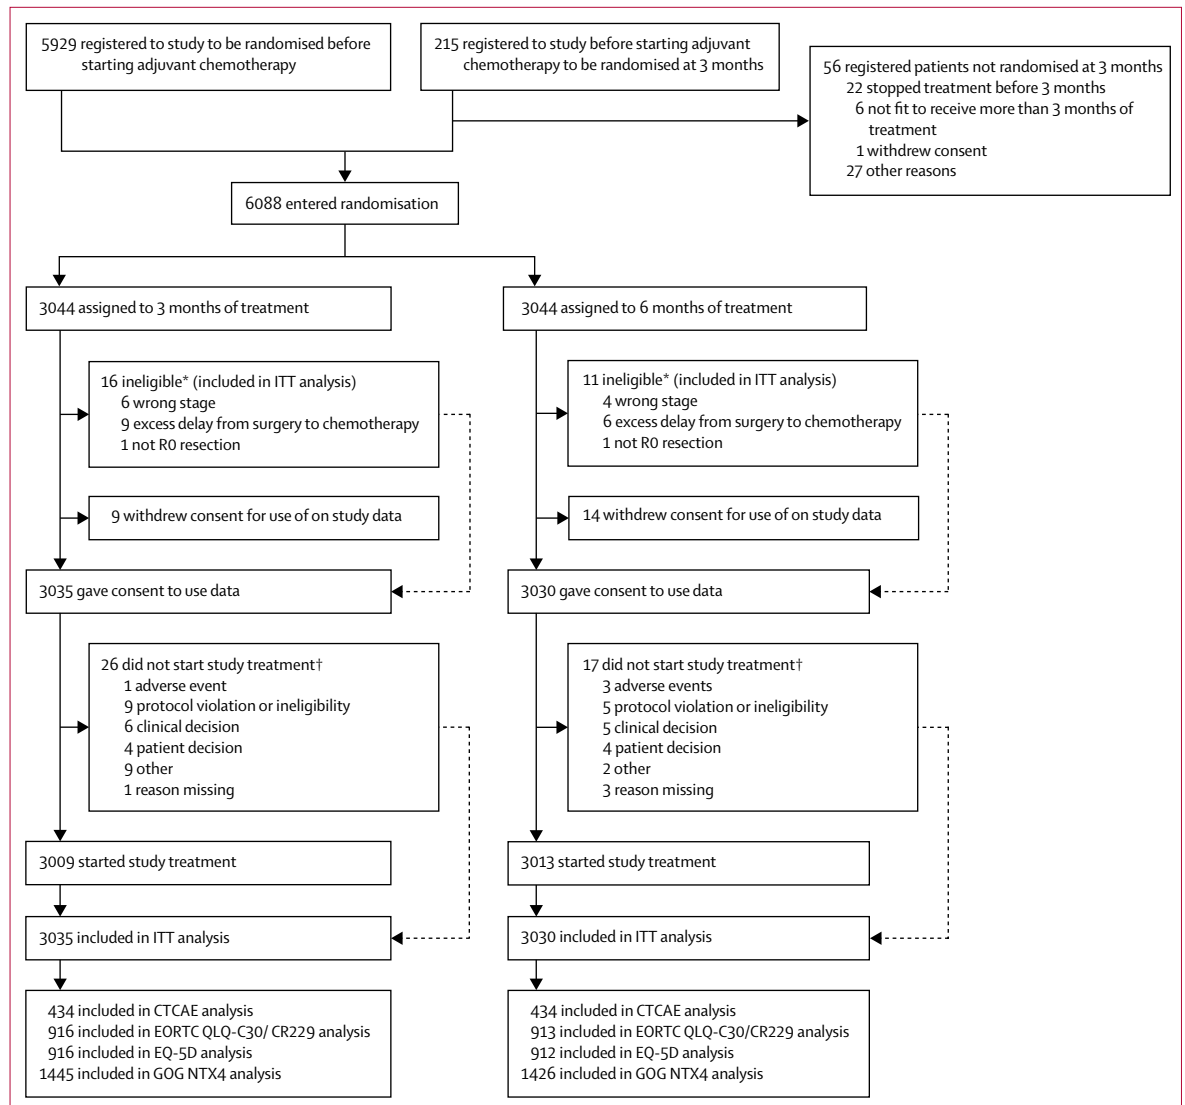 5929 registered to study to be randomised before
starting adjuvant chemotherapy
215 registered to study before starting adjuvant
chemotherapy to be randomised at 3 months
56 registered patients not randomised at 3 months
22 stopped treatment before 3 months
6 not fit to receive more than 3 months of
treatment
1 withdrew consent
27 other reasons
6088 entered randomisation
3044 assigned to 3 months of treatment
3044 assigned to 6 months of treatment
16 ineligible* (included in ITT analysis)
6 wrong stage
9 excess delay from surgery to chemotherapy
1 not R0 resection
11 ineligible* (included in ITT analysis)
4 wrong stage
6 excess delay from surgery to chemotherapy
1 not R0 resection
9 withdrew consent for use of on study data
14 withdrew consent for use of on study data
3035 gave consent to use data
3030 gave consent to use data
26 did not start study treatment†
1 adverse event
9 protocol violation or ineligibility
6 clinical decision
4 patient decision
9 other
1 reason missing
17 did not start study treatment†
3 adverse events
5 protocol violation or ineligibility
5 clinical decision
4 patient decision
2 other
3 reason missing
3009 started study treatment
3013 started study treatment
3035 included in ITT analysis
3030 included in ITT analysis
434 included in CTCAE analysis
916 included in EORTC QLQ-C30/ CR229 analysis
916 included in EQ-5D analysis
1445 included in GOG NTX4 analysis
434 included in CTCAE analysis
913 included in EORTC QLQ-C30/CR229 analysis
912 included in EQ-5D analysis
1426 included in GOG NTX4 analysis